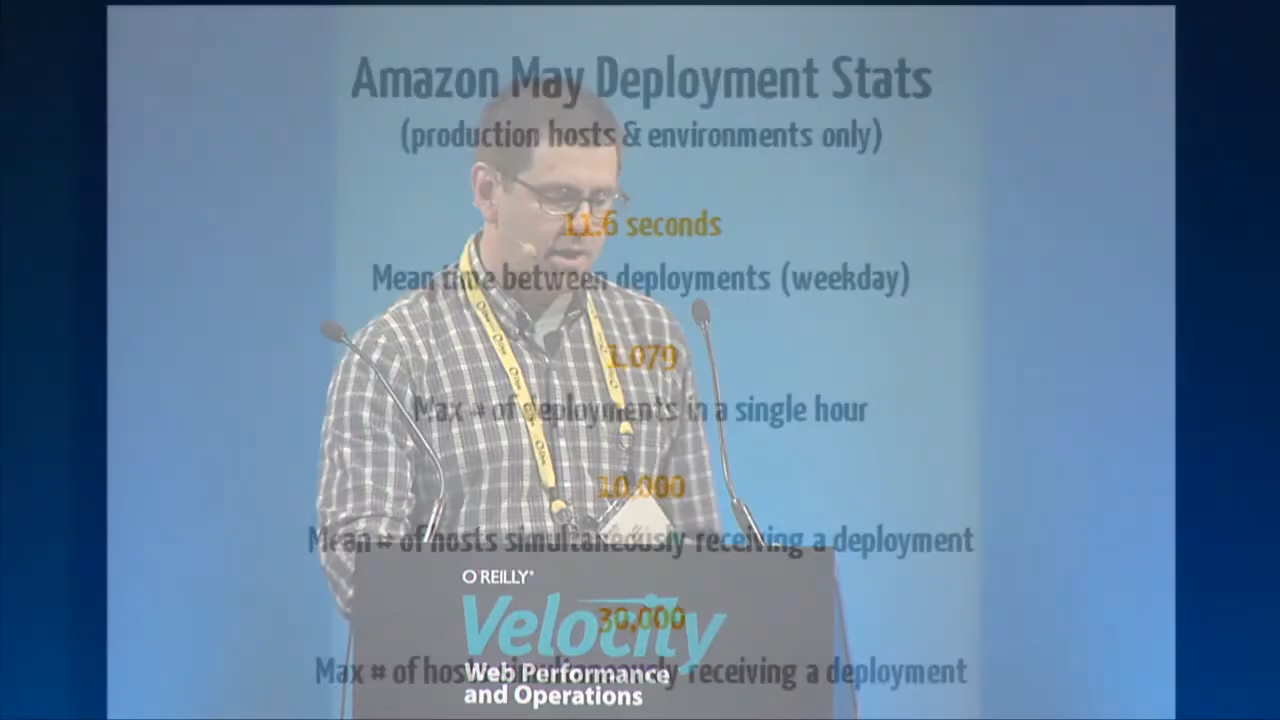 Amazon May Deployment Stats
(production hosts & environments only)
11.6 seconds
Mean time between deployments (weekday)
1,079
Max # of deployments in a single hour
10,000
Mean # of hosts simultaneously receiving a deployment
30,000
Max # of hosts simultaneously receiving a deployment
O'REILLY®
Velocity
Web Performance
and Operations